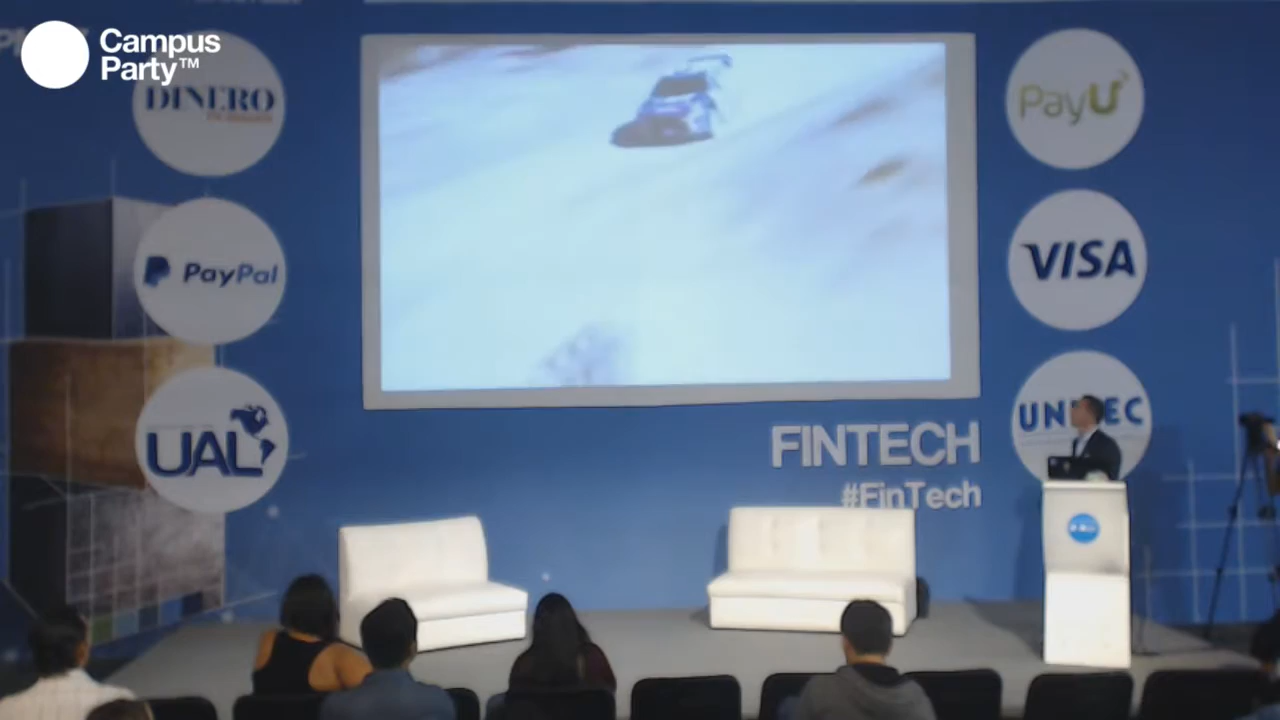 Campus
Party™
DINERO
PayPal
UAL
PayU
VISA
FINTECH
#FinTech